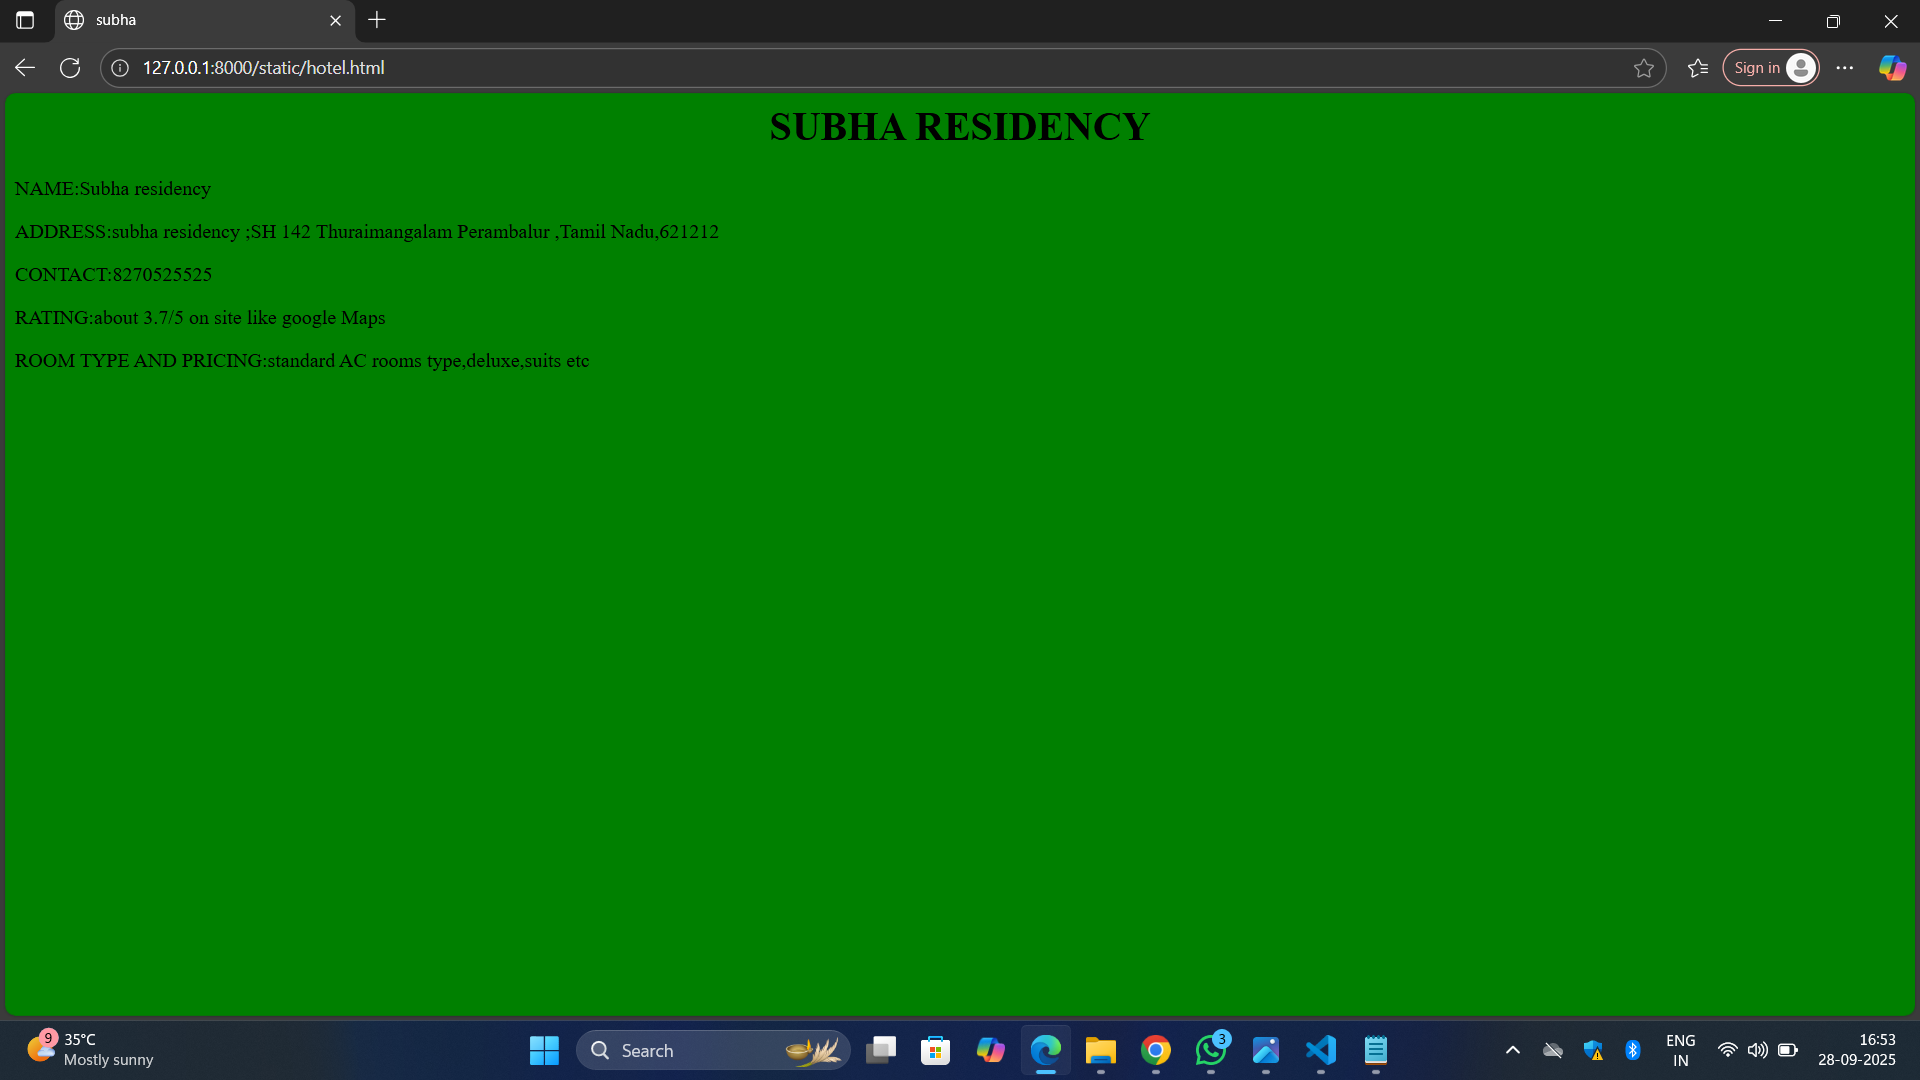 subha
127.0.0.1:8000/static/hotel.html
Sign in
SUBHA RESIDENCY
NAME:Subha residency
ADDRESS:subha residency ;SH 142 Thuraimangalam Perambalur ,Tamil Nadu,621212
CONTACT:8270525525
RATING:about 3.7/5 on site like google Maps
ROOM TYPE AND PRICING:standard AC rooms type,deluxe,suits etc
9
35°C
Mostly sunny
Search
3
ENG
IN
16:53
28-09-2025